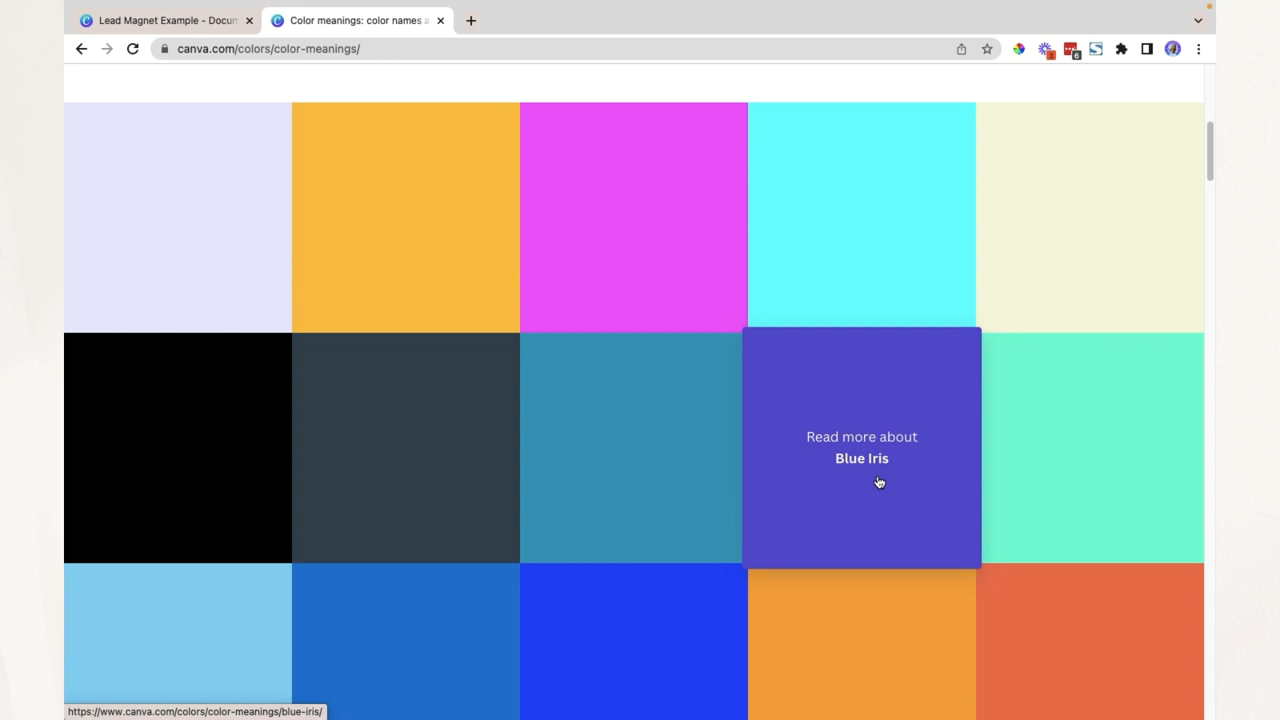 Lead Magnet Example - Docum
Color meanings: color names a
canva.com/colors/color-meanings/
Read more about
Blue Iris
https://www.canva.com/colors/color-meanings/blue-iris/